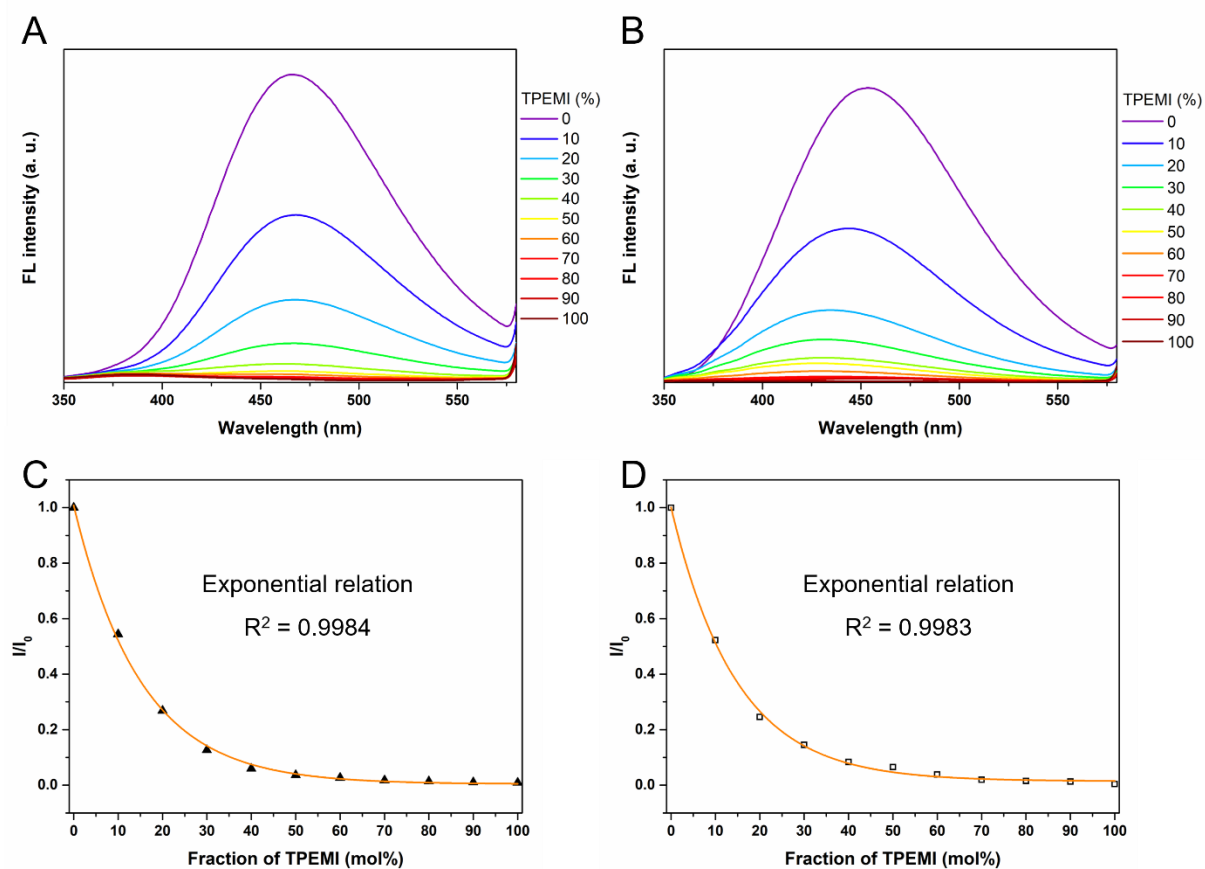 A
FL intensity (a. u.)
350
400
450
500
550
Wavelength (nm)
TPEMI (%)
0
10
20
30
40
50
60
70
80
90
100
B
FL intensity (a. u.)
350
400
450
500
550
Wavelength (nm)
TPEMI (%)
0
10
20
30
40
50
60
70
80
90
100
C
I/I₀
1.0
0.8
0.6
0.4
0.2
0.0
Exponential relation
R² = 0.9984
0 10 20 30 40 50 60 70 80 90 100
Fraction of TPEMI (mol%)
D
I/I₀
1.0
0.8
0.6
0.4
0.2
0.0
Exponential relation
R² = 0.9983
0 10 20 30 40 50 60 70 80 90 100
Fraction of TPEMI (mol%)